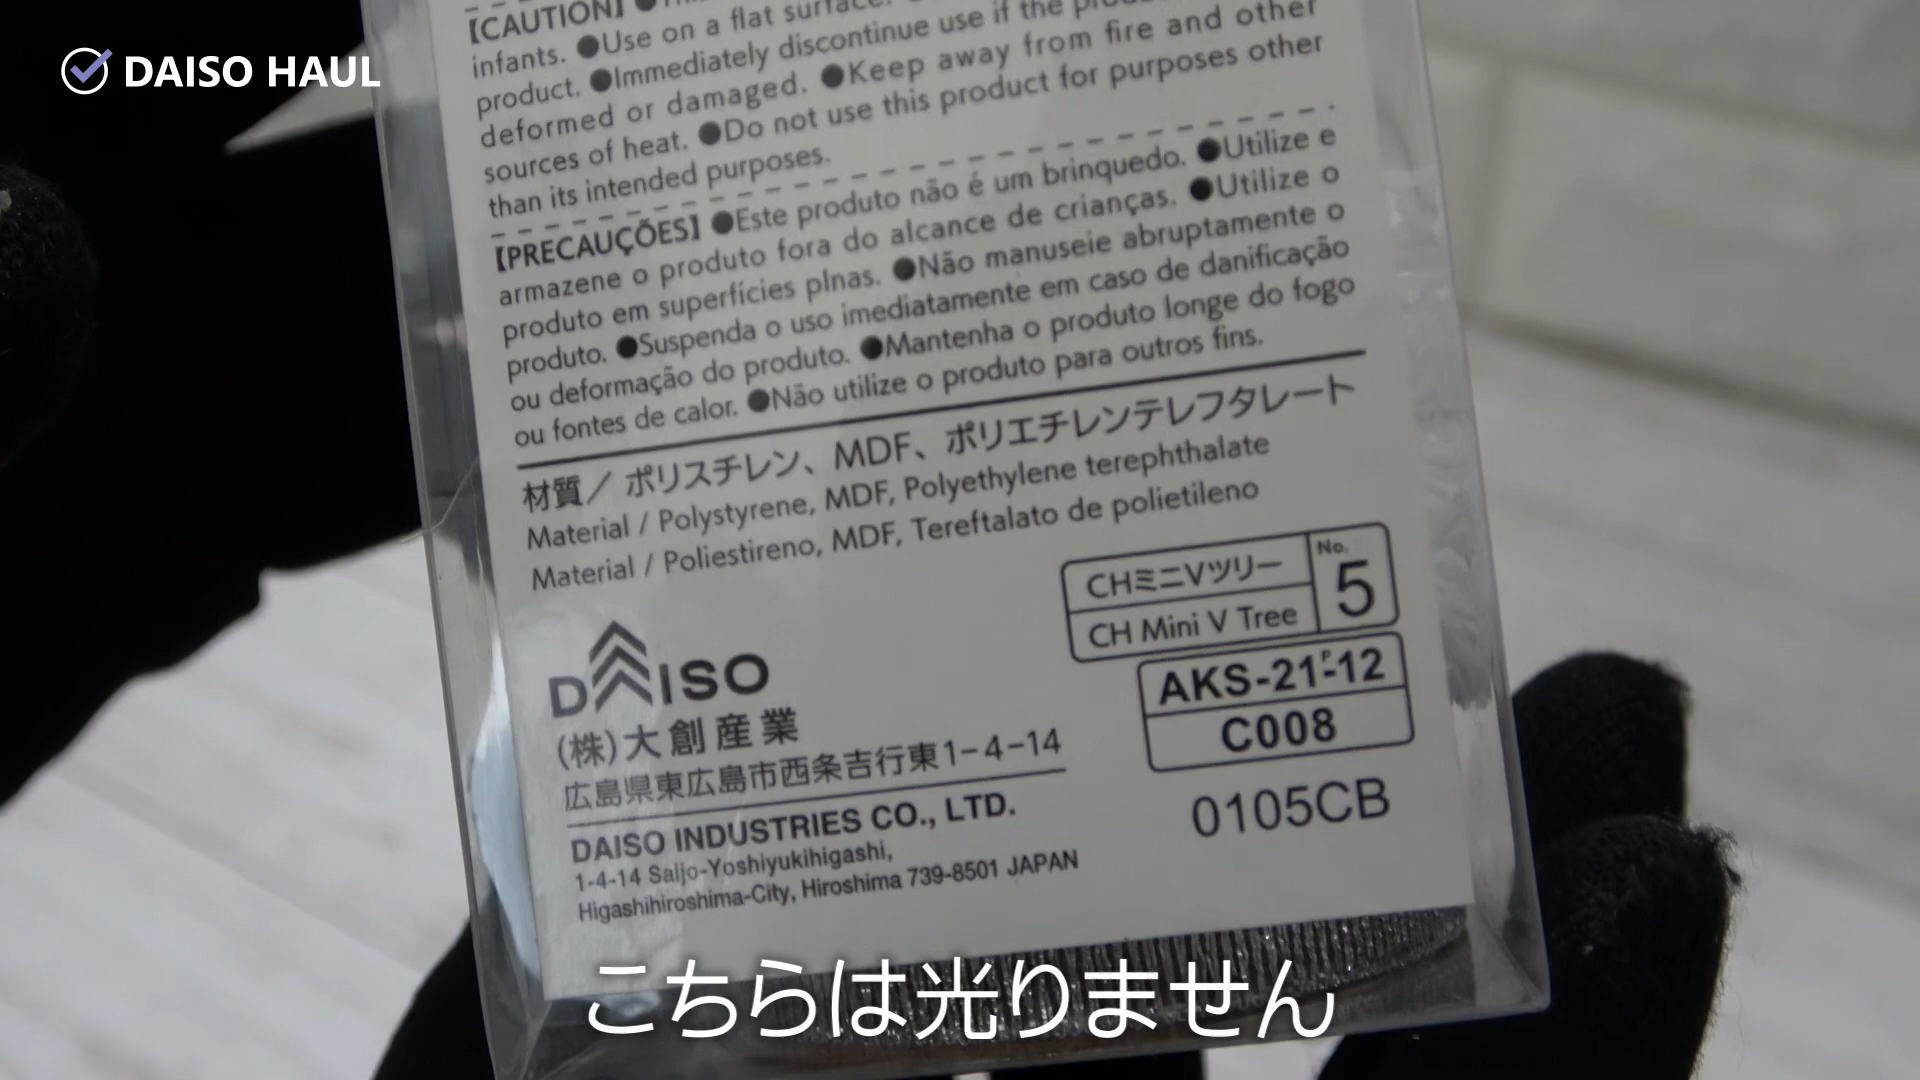 DAISO HAUL
【CAUTION】
infants. ●Use on a flat surface.
product. ●Immediately discontinue use if the
deformed or damaged. ●Keep away from fire and other
sources of heat. ●Do not use this product for purposes other
than its intended purposes.
【PRECAUÇÕES】 ●Este produto não é um brinquedo. ●Utilize e
armazene o produto fora do alcance de crianças. ●Utilize o
produto em superfícies plnas. ●Não manuseie abruptamente o
produto. ●Suspenda o uso imediatamente em caso de danificação
ou deformação do produto. ●Mantenha o produto longe do fogo
ou fontes de calor. ●Não utilize o produto para outros fins.
材質／ ポリスチレン、MDF、ポリエチレンテレフタレート
Material / Polystyrene, MDF, Polyethylene terephthalate
Material / Poliestireno, MDF, Tereftalato de polietileno
CHミニVツリー
CH Mini V Tree
No.
5
AKS-21-12
C008
0105CB
DAISO
(株)大創産業
広島県東広島市西条吉行東1-4-14
DAISO INDUSTRIES CO., LTD.
1-4-14 Saijo-Yoshiyukihigashi,
Higashihiroshima-City, Hiroshima 739-8501 JAPAN
こちらは光りません